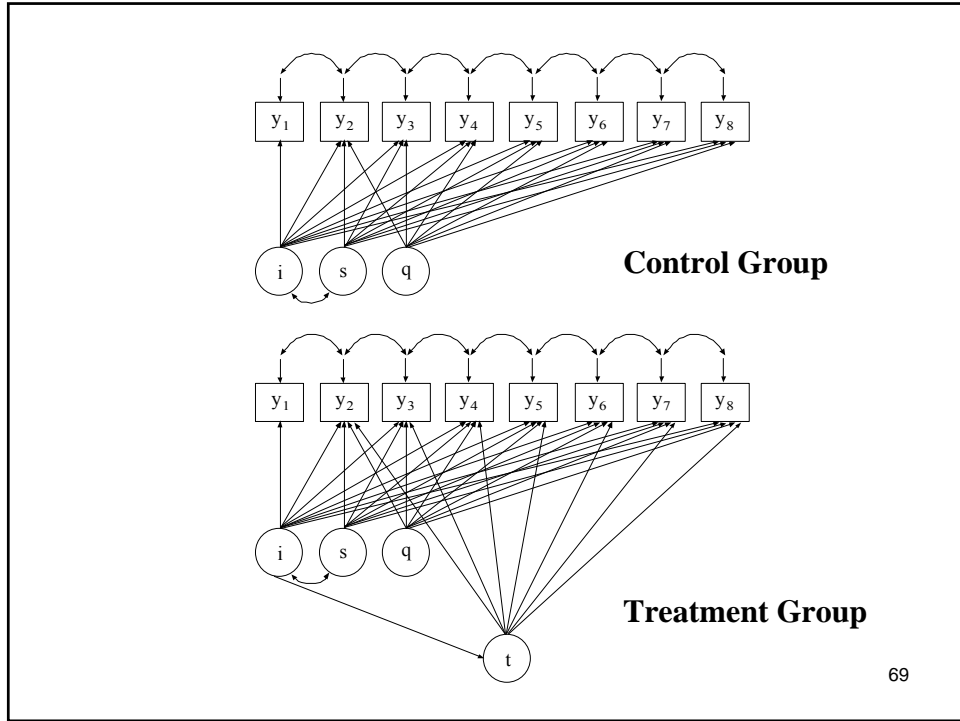 y1 y2 y3 y4 y5 y6 y7 y8
i s q
Control Group
y1 y2 y3 y4 y5 y6 y7 y8
i s q
Treatment Group
t
69